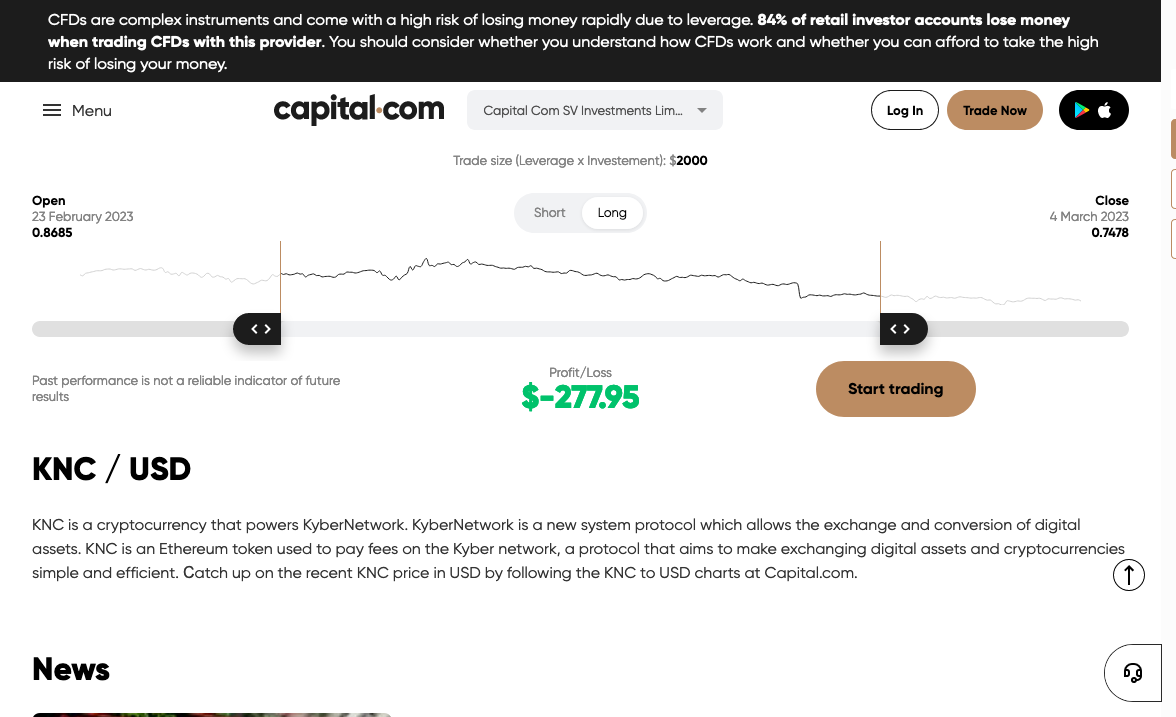 CFDs are complex instruments and come with a high risk of losing money rapidly due to leverage. 84% of retail investor accounts lose money
when trading CFDs with this provider. You should consider whether you understand how CFDs work and whether you can afford to take the high
risk of losing your money.
Menu
capital.com
Capital Com SV Investments Lim...
Log In
Trade Now
Trade size (Leverage x Investement): $2000
Open
23 February 2023
0.8685
Short
Long
Close
4 March 2023
0.7478
Past performance is not a reliable indicator of future
results
Profit/Loss
$-277.95
Start trading
KNC / USD
KNC is a cryptocurrency that powers KyberNetwork. KyberNetwork is a new system protocol which allows the exchange and conversion of digital
assets. KNC is an Ethereum token used to pay fees on the Kyber network, a protocol that aims to make exchanging digital assets and cryptocurrencies
simple and efficient. Catch up on the recent KNC price in USD by following the KNC to USD charts at Capital.com.
News